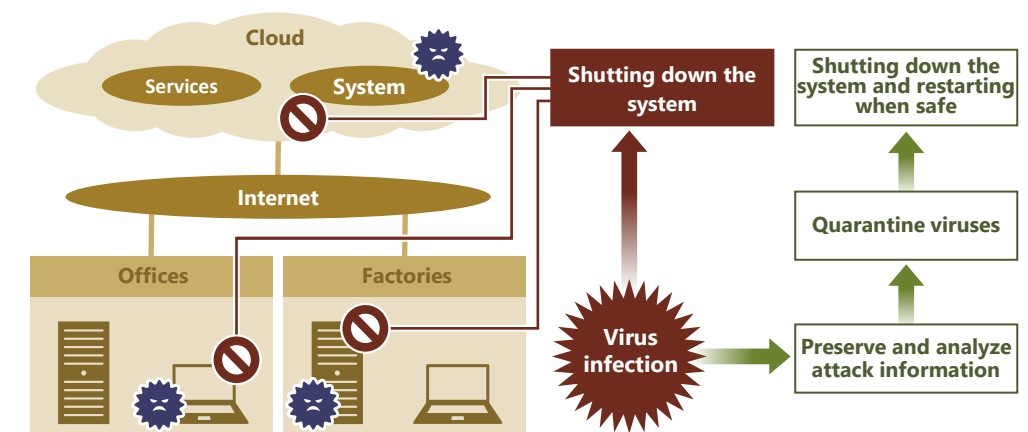 Cloud
Services
System
Internet
Offices
Factories
Shutting down the
system
Virus
infection
Shutting down the
system and restarting
when safe
Quarantine viruses
Preserve and analyze
attack information